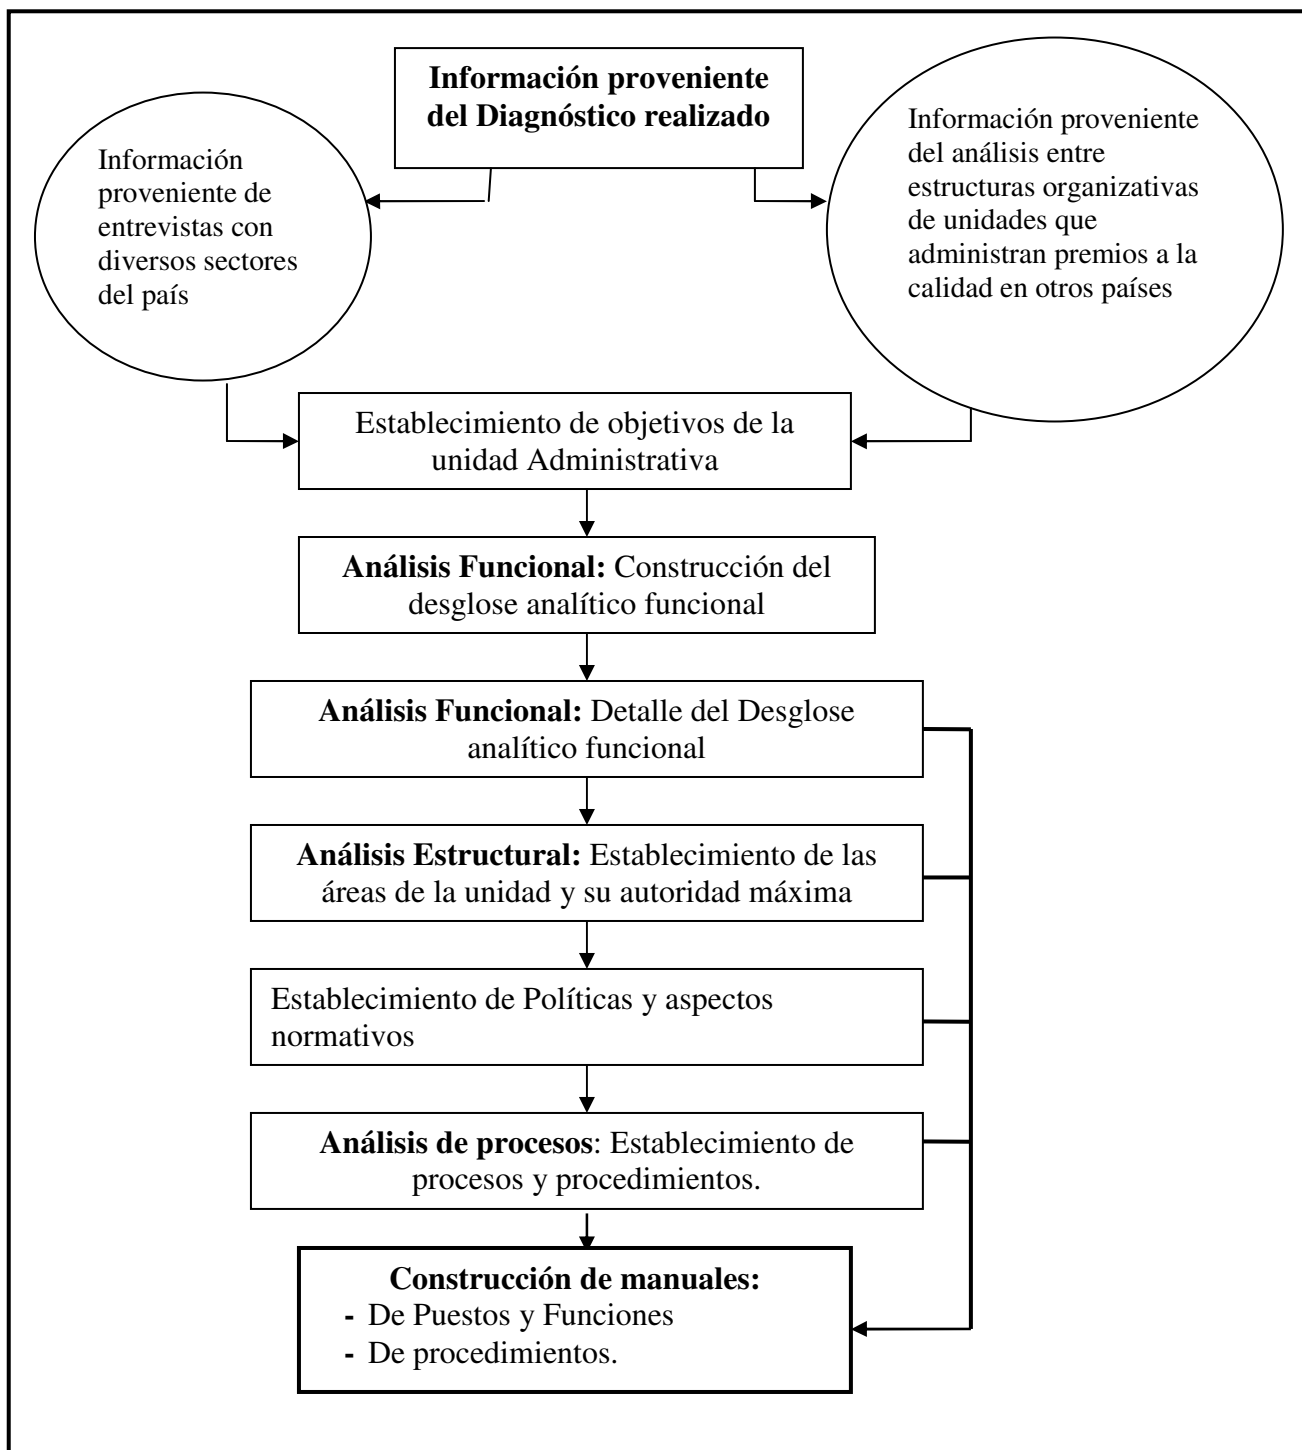 Información proveniente
del Diagnóstico realizado
Información
proveniente de
entrevistas con
diversos sectores
del país
Información proveniente
del análisis entre
estructuras organizativas
de unidades que
administran premios a la
calidad en otros países
Establecimiento de objetivos de la
unidad Administrativa
Análisis Funcional: Construcción del
desglose analítico funcional
Análisis Funcional: Detalle del Desglose
analítico funcional
Análisis Estructural: Establecimiento de las
áreas de la unidad y su autoridad máxima
Establecimiento de Políticas y aspectos
normativos
Análisis de procesos: Establecimiento de
procesos y procedimientos.
Construcción de manuales:
- De Puestos y Funciones
- De procedimientos.